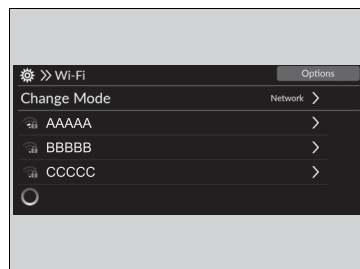 Wi-Fi
Options
Change Mode
Network
AAAAA
BBBBB
CCCCC